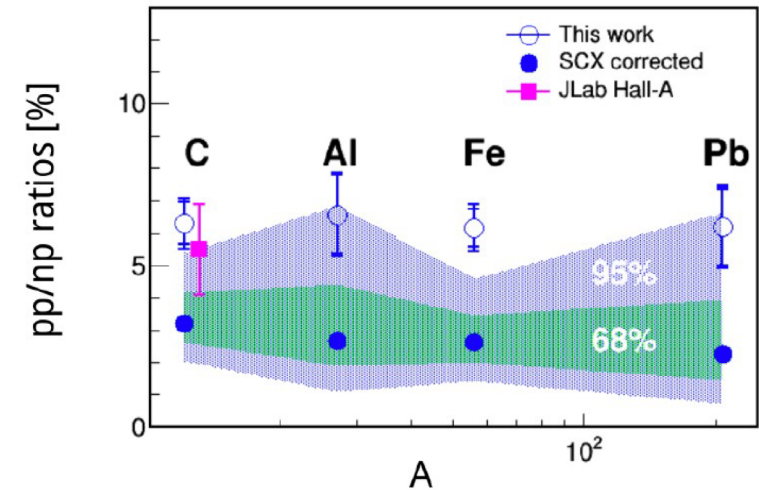 This work
SCX corrected
JLab Hall-A
pp/np ratios [%]
10
5
0
C
Al
Fe
Pb
95%
68%
10²
A